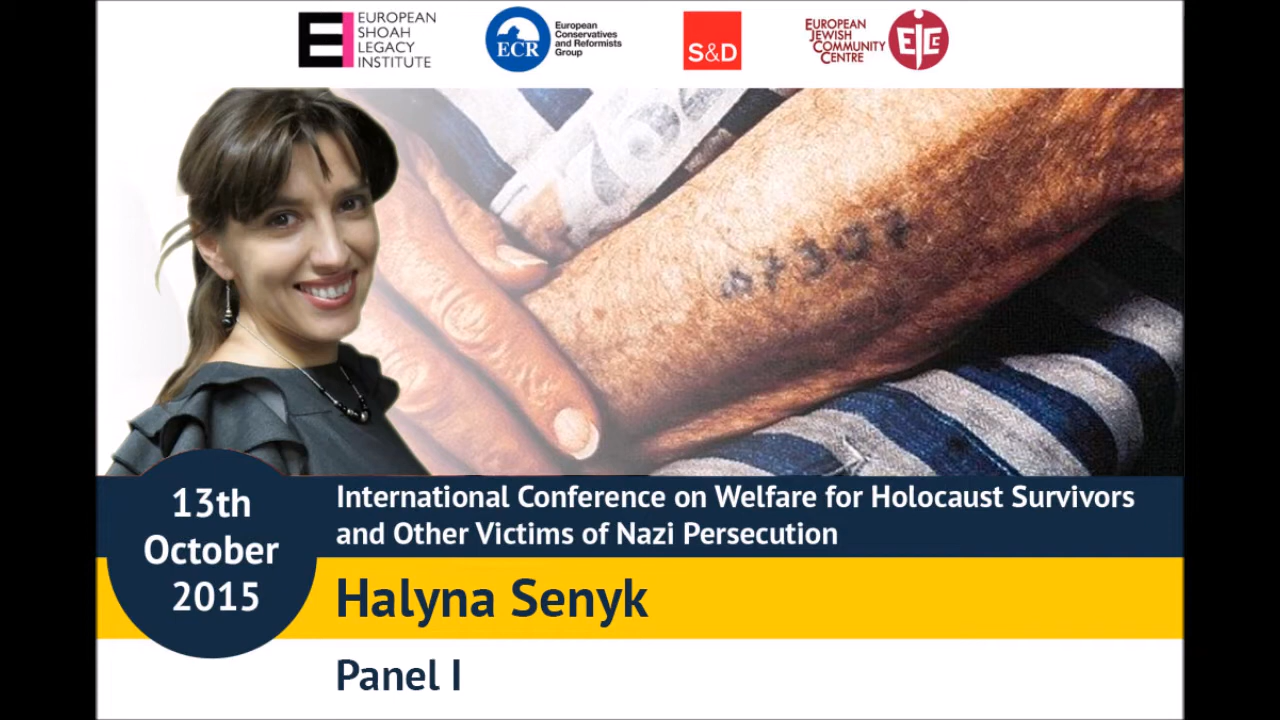 EUROPEAN
SHOAH
LEGACY
INSTITUTE
ECR
European
Conservatives
and Reformists
Group
S&D
EUROPEAN
JEWISH
COMMUNITY
CENTRE
EJCC
13th
October
2015
International Conference on Welfare for Holocaust Survivors
and Other Victims of Nazi Persecution
Halyna Senyk
Panel I